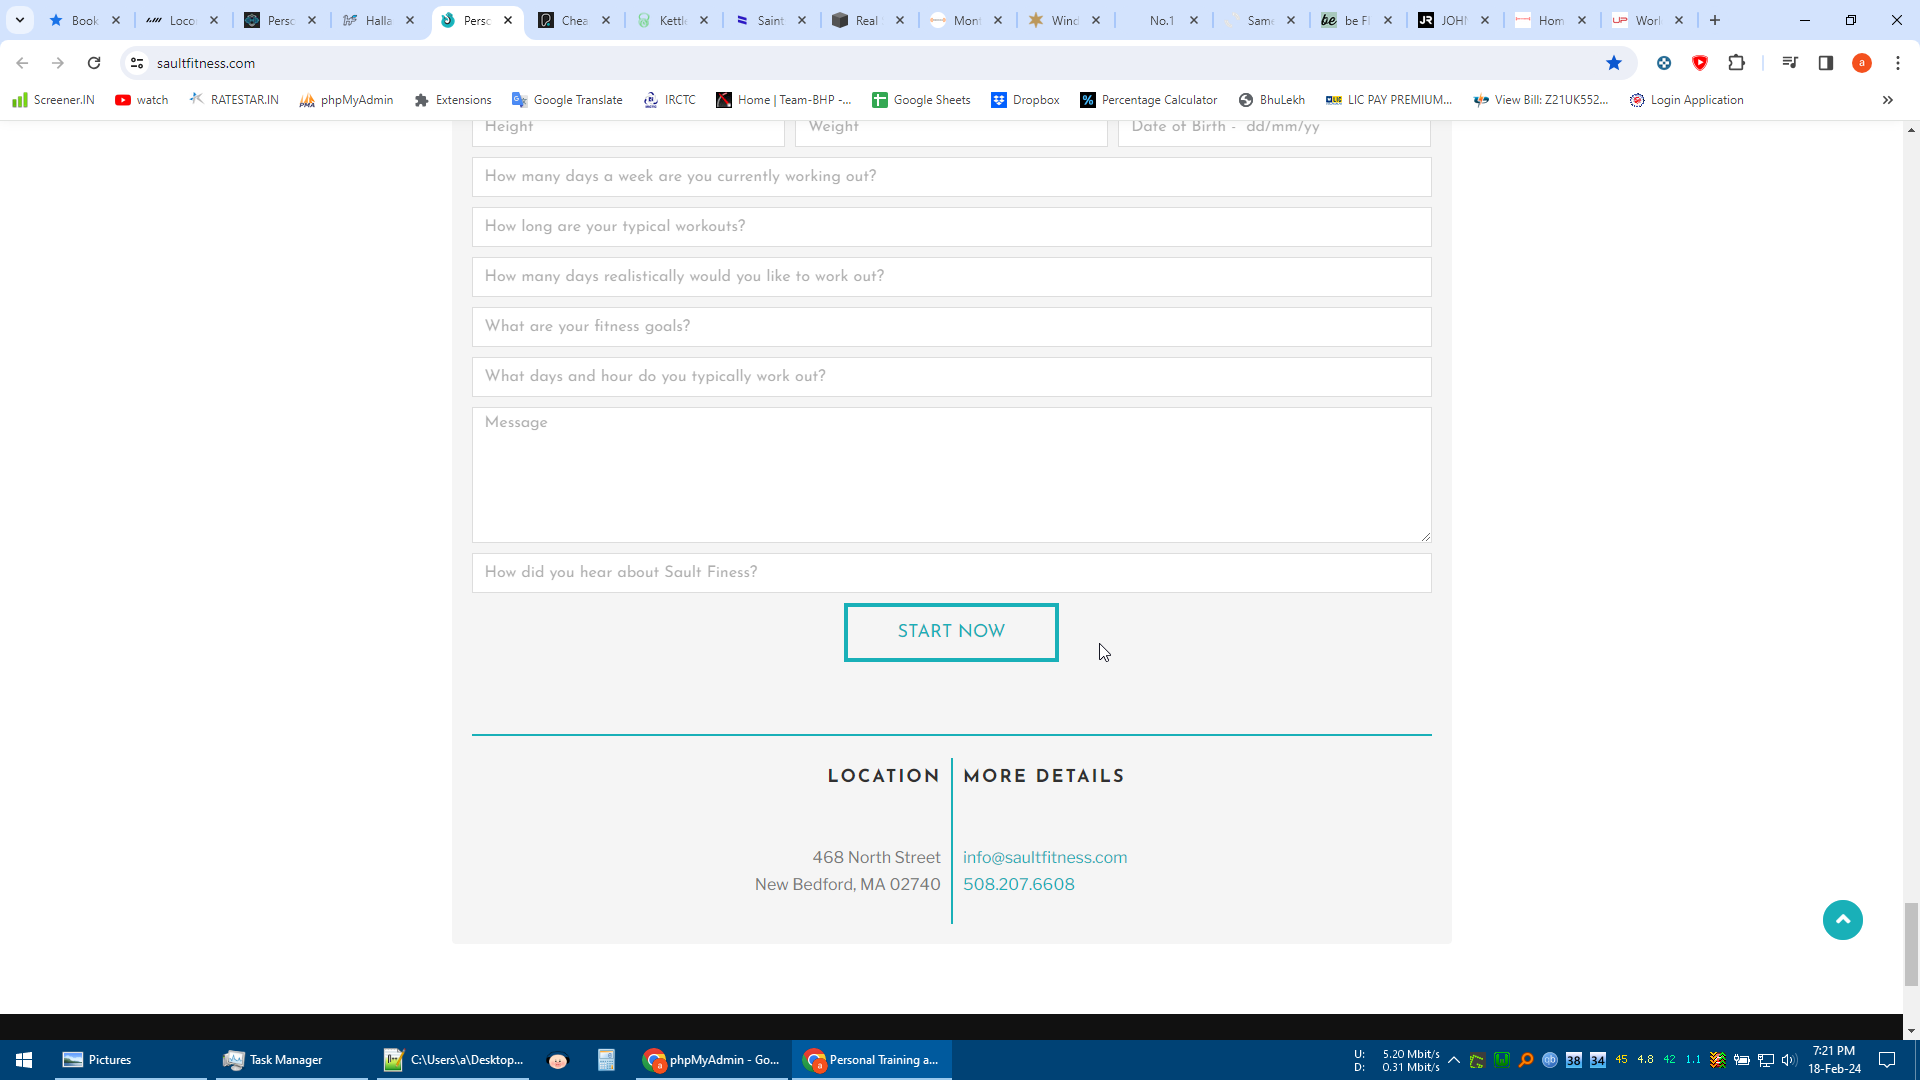 Book
Loco
Perso
Halla
Perso
Chea
Kettl
Saint
Real
Mont
Wind
No.1
Same
be Fl
JOHN
Hom
Worl
saultfitness.com
Screener.IN
watch
RATESTAR.IN
phpMyAdmin
Extensions
Google Translate
IRCTC
Home | Team-BHP -...
Google Sheets
Dropbox
Percentage Calculator
BhuLekh
LIC PAY PREMIUM...
View Bill: Z21UK552...
Login Application
Height
Weight
Date of Birth - dd/mm/yy
How many days a week are you currently working out?
How long are your typical workouts?
How many days realistically would you like to work out?
What are your fitness goals?
What days and hour do you typically work out?
Message
How did you hear about Sault Finess?
START NOW
LOCATION
468 North Street
New Bedford, MA 02740
MORE DETAILS
info@saultfitness.com
508.207.6608
Pictures
Task Manager
C:\Users\a\Desktop...
phpMyAdmin - Go...
Personal Training a...
U: 5.20 Mbit/s
D: 0.31 Mbit/s
38
34
45
4.8
42
1.1
7:21 PM
18-Feb-24